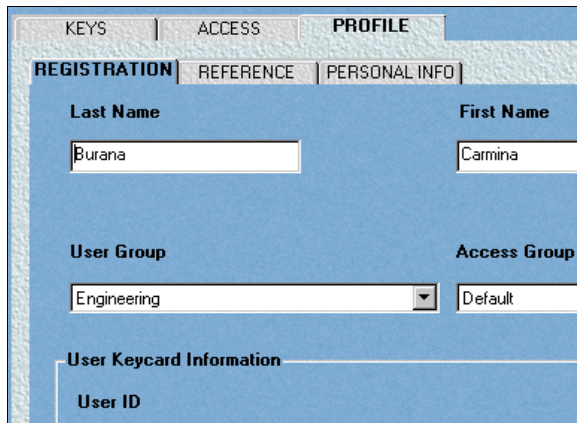 KEYS ACCESS PROFILE
REGISTRATION REFERENCE PERSONAL INFO
Last Name First Name
Burana Carmina
User Group Access Group
Engineering Default
User Keycard Information
User ID